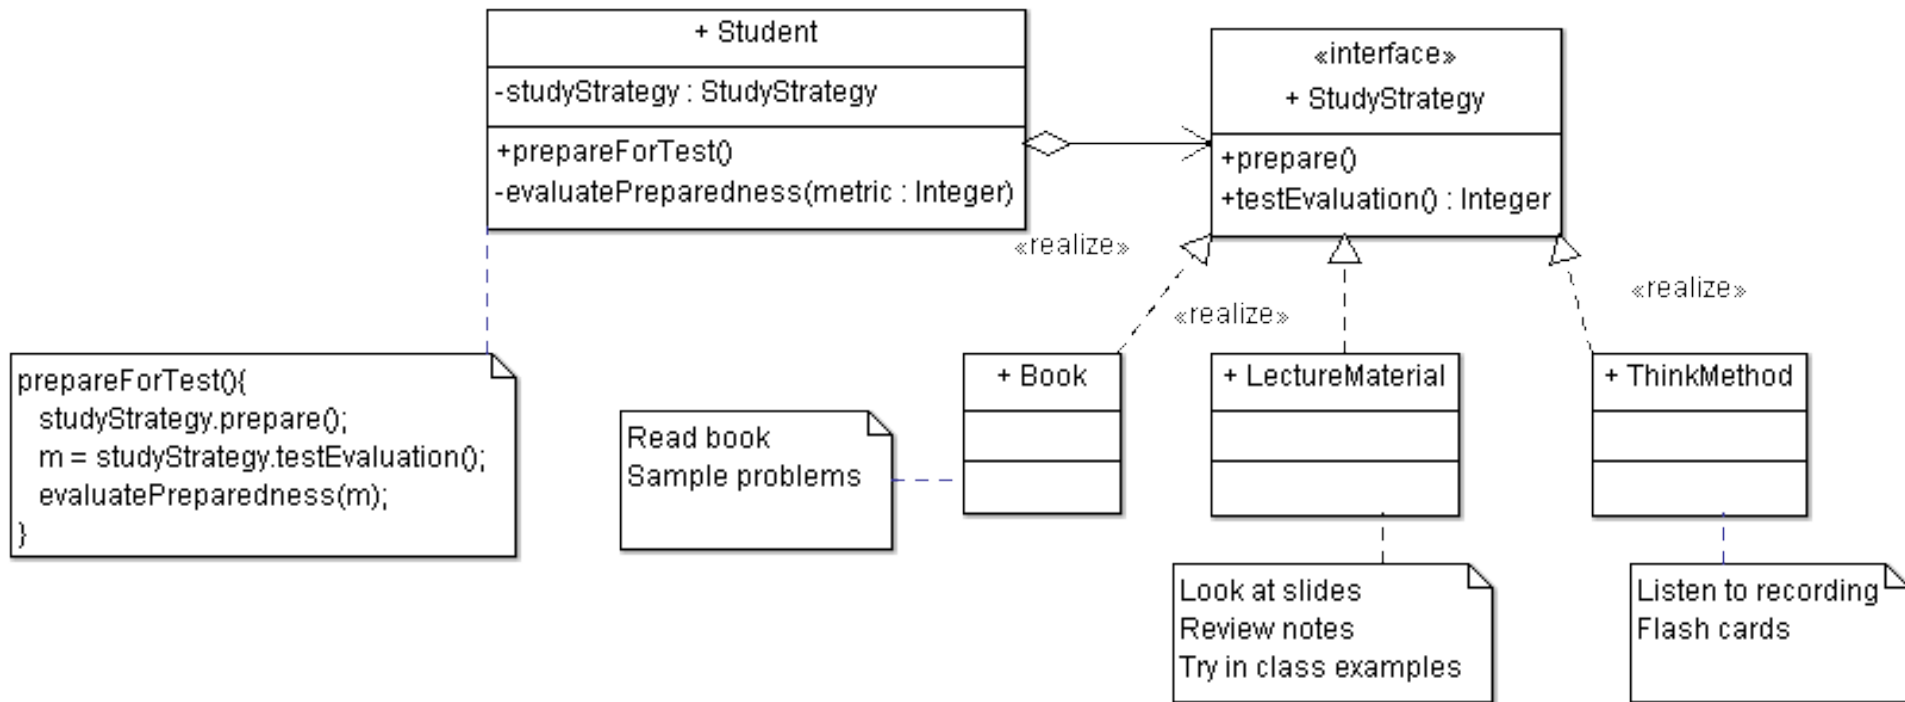 + Student
-studyStrategy : StudyStrategy
+prepareForTest()
-evaluatePreparedness(metric : Integer)
«interface»
+ StudyStrategy
+prepare()
+testEvaluation() : Integer
«realize»
«realize»
«realize»
prepareForTest(){
studyStrategy.prepare();
m = studyStrategy.testEvaluation();
evaluatePreparedness(m);
}
Read book
Sample problems
+ Book
+ LectureMaterial
+ ThinkMethod
Look at slides
Review notes
Try in class examples
Listen to recording
Flash cards